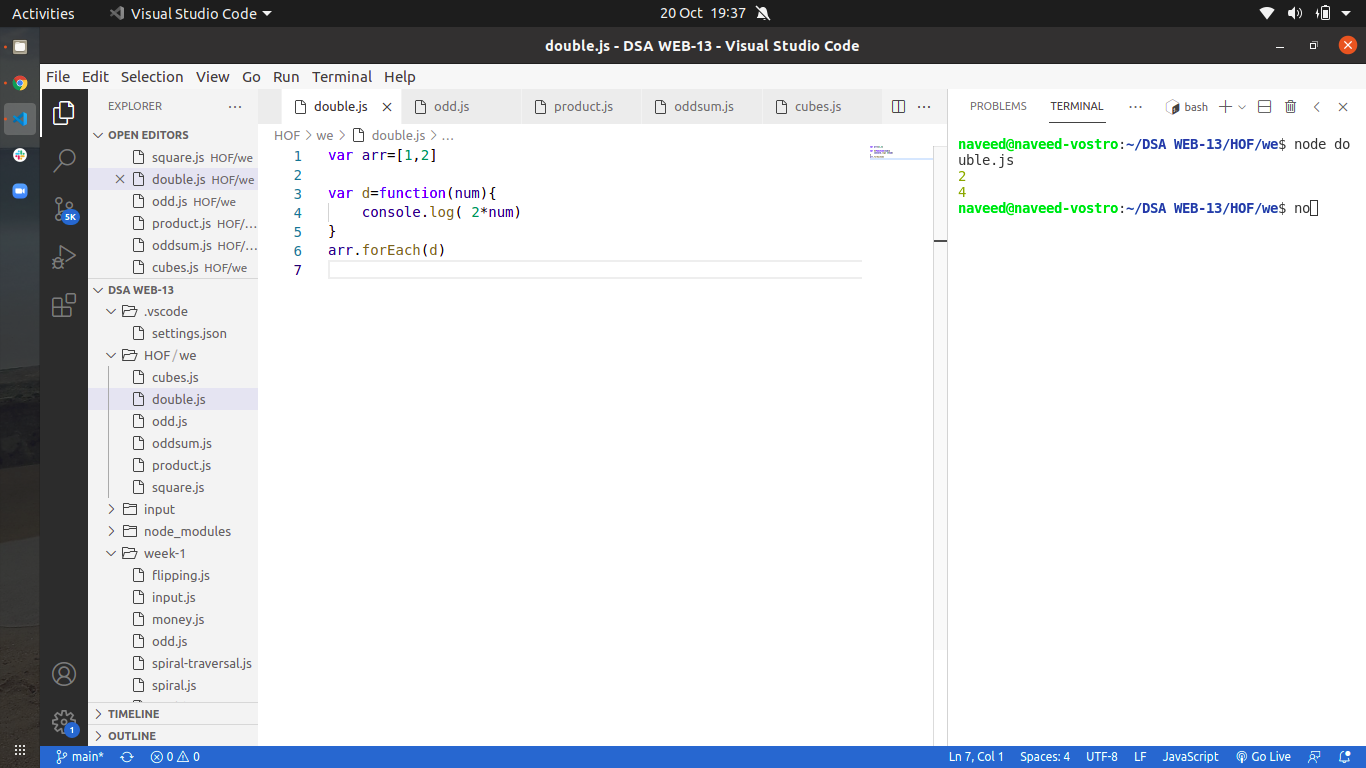 Activities Visual Studio Code 20 Oct 19:37
double.js - DSA WEB-13 - Visual Studio Code
File Edit Selection View Go Run Terminal Help
EXPLORER ...
OPEN EDITORS
square.js HOF/we
double.js HOF/we
odd.js HOF/we
product.js HOF/...
oddsum.js HOF/...
cubes.js HOF/we
DSA WEB-13
.vscode
settings.json
HOF/we
cubes.js
double.js
odd.js
oddsum.js
product.js
square.js
input
node_modules
week-1
flipping.js
input.js
money.js
odd.js
spiral-traversal.js
spiral.js
TIMELINE
OUTLINE
5K
1
double.js odd.js product.js oddsum.js cubes.js ...
HOF > we > double.js > ...
1 var arr=[1,2]
2
3 var d=function(num){
4     console.log( 2*num)
5 }
6 arr.forEach(d)
7
PROBLEMS TERMINAL ... bash
naveed@naveed-vostro:~/DSA WEB-13/HOF/we$ node do
uble.js
2
4
naveed@naveed-vostro:~/DSA WEB-13/HOF/we$ no
main* 0 0 Ln 7, Col 1 Spaces: 4 UTF-8 LF JavaScript Go Live